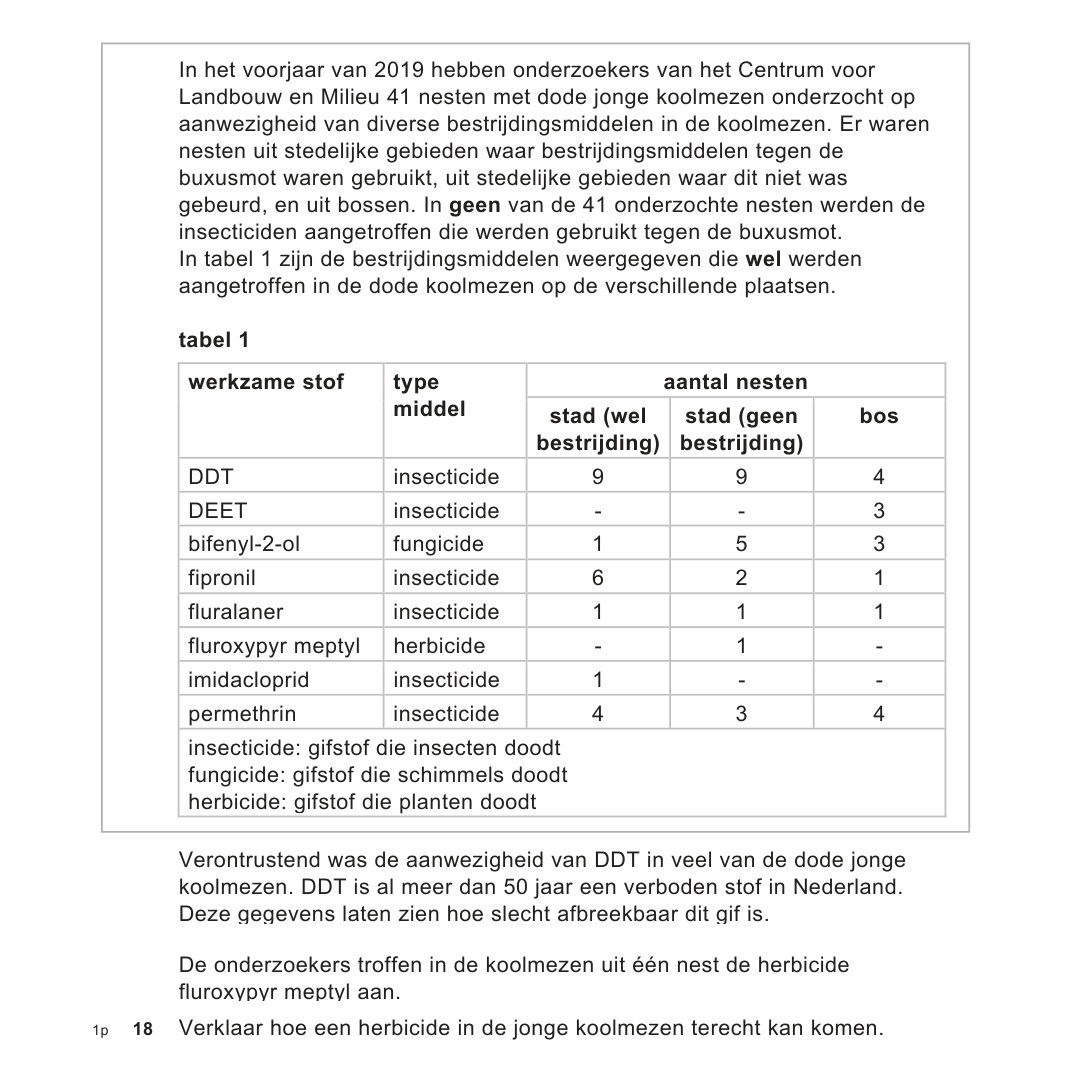 In het voorjaar van 2019 hebben onderzoekers van het Centrum voor
Landbouw en Milieu 41 nesten met dode jonge koolmezen onderzocht op
aanwezigheid van diverse bestrijdingsmiddelen in de koolmezen. Er waren
nesten uit stedelijke gebieden waar bestrijdingsmiddelen tegen de
buxusmot waren gebruikt, uit stedelijke gebieden waar dit niet was
gebeurd, en uit bossen. In geen van de 41 onderzochte nesten werden de
insecticiden aangetroffen die werden gebruikt tegen de buxusmot.
In tabel 1 zijn de bestrijdingsmiddelen weergegeven die wel werden
aangetroffen in de dode koolmezen op de verschillende plaatsen.
tabel 1
werkzame stof type aantal nesten
middel stad (wel stad (geen bos
bestrijding) bestrijding)
DDT insecticide 9 9 4
DEET insecticide - - 3
bifenyl-2-ol fungicide 1 5 3
fipronil insecticide 6 2 1
fluralaner insecticide 1 1 1
fluroxypyr meptyl herbicide - 1 -
imidacloprid insecticide 1 - -
permethrin insecticide 4 3 4
insecticide: gifstof die insecten doodt
fungicide: gifstof die schimmels doodt
herbicide: gifstof die planten doodt
Verontrustend was de aanwezigheid van DDT in veel van de dode jonge
koolmezen. DDT is al meer dan 50 jaar een verboden stof in Nederland.
Deze gegevens laten zien hoe slecht afbreekbaar dit gif is.
De onderzoekers troffen in de koolmezen uit één nest de herbicide
fluroxypyr meptyl aan.
1p 18 Verklaar hoe een herbicide in de jonge koolmezen terecht kan komen.